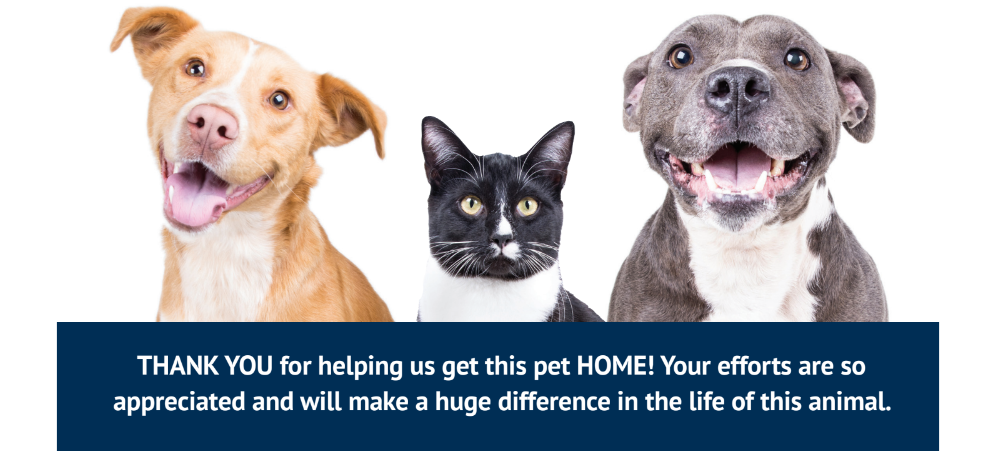 THANK YOU for helping us get this pet HOME! Your efforts are so
appreciated and will make a huge difference in the life of this animal.